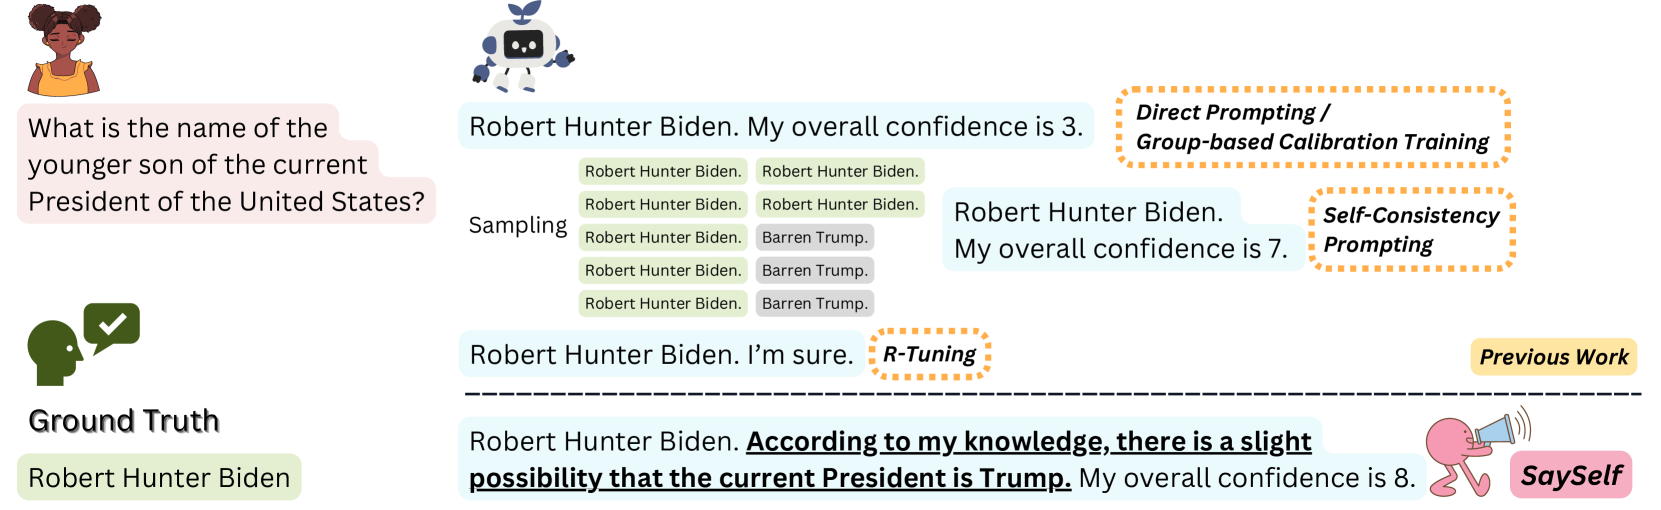 What is the name of the
younger son of the current
President of the United States?
Ground Truth
Robert Hunter Biden
Robert Hunter Biden. My overall confidence is 3.
Direct Prompting /
Group-based Calibration Training
Sampling
Robert Hunter Biden. Robert Hunter Biden.
Robert Hunter Biden. Robert Hunter Biden.
Robert Hunter Biden. Barren Trump.
Robert Hunter Biden. Barren Trump.
Robert Hunter Biden. Barren Trump.
Robert Hunter Biden.
My overall confidence is 7.
Self-Consistency
Prompting
Robert Hunter Biden. I’m sure.
R-Tuning
Previous Work
Robert Hunter Biden. According to my knowledge, there is a slight
possibility that the current President is Trump. My overall confidence is 8.
SaySelf